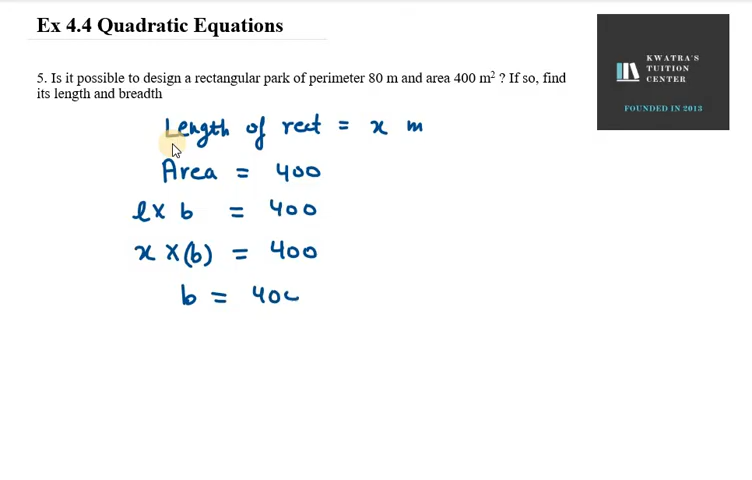 Ex 4.4 Quadratic Equations
KWATRA'S
TUITION
CENTER
FOUNDED IN 2013
5. Is it possible to design a rectangular park of perimeter 80 m and area 400 m² ? If so, find
its length and breadth
Length of rect = x m
Area = 400
l x b = 400
x x (b) = 400
b = 400